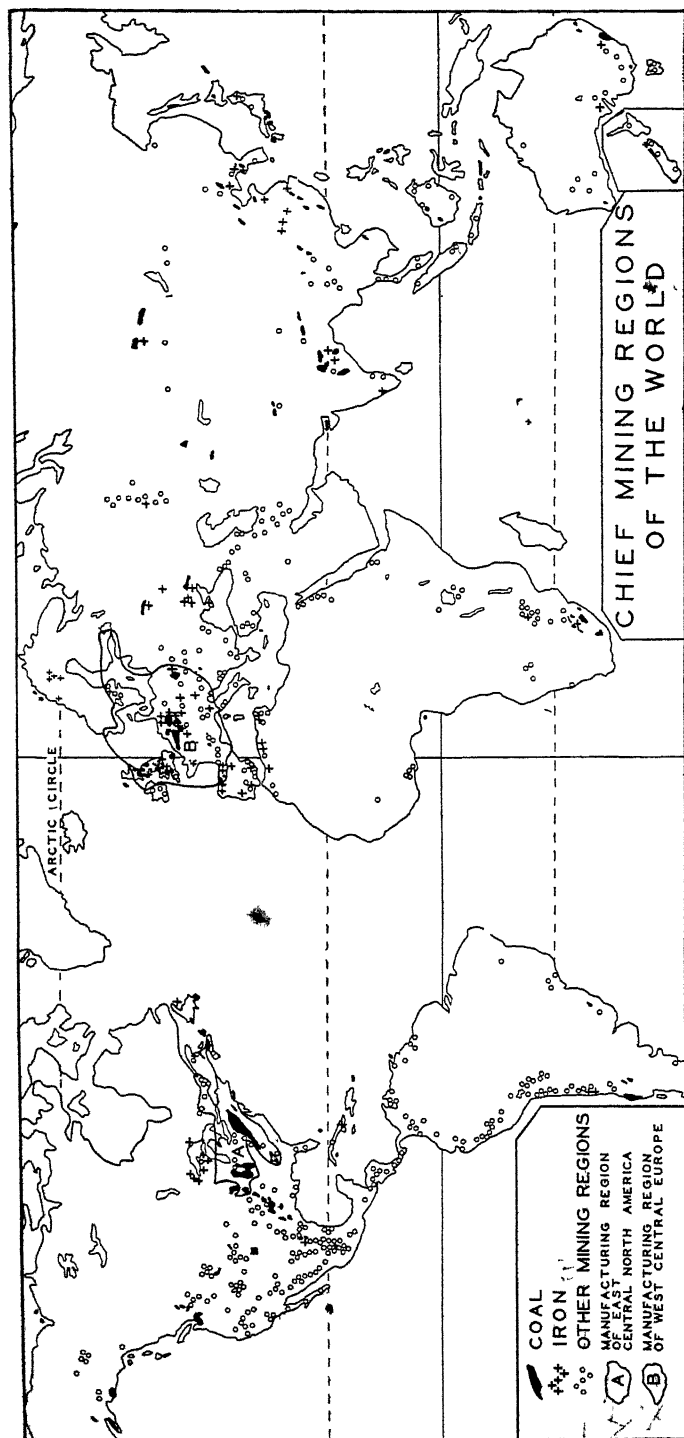 CHIEF MINING REGIONS
OF THE WORLD
ARCTIC CIRCLE
A
B
COAL
IRON
OTHER MINING REGIONS
A
MANUFACTURING REGION
OF EAST
CENTRAL NORTH AMERICA
B
MANUFACTURING REGION
OF WEST CENTRAL EUROPE